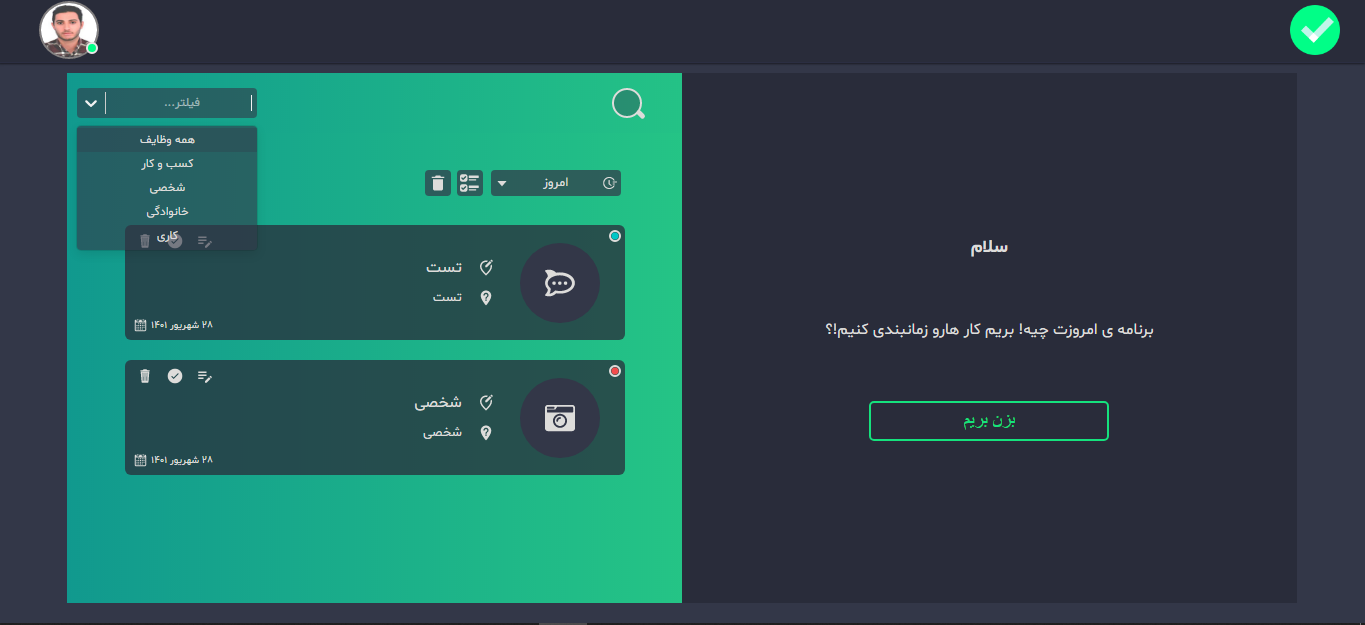 فیلتر...
همه وظایف
کسب و کار
شخصی
خانوادگی
کاری
امروز
تست
تست
۲۸ شهریور ۱۴۰۱
شخصی
شخصی
۲۸ شهریور ۱۴۰۱
سلام
برنامه ی امروزت چیه! بریم کار هارو زمانبندی کنیم!؟
بزن بریم